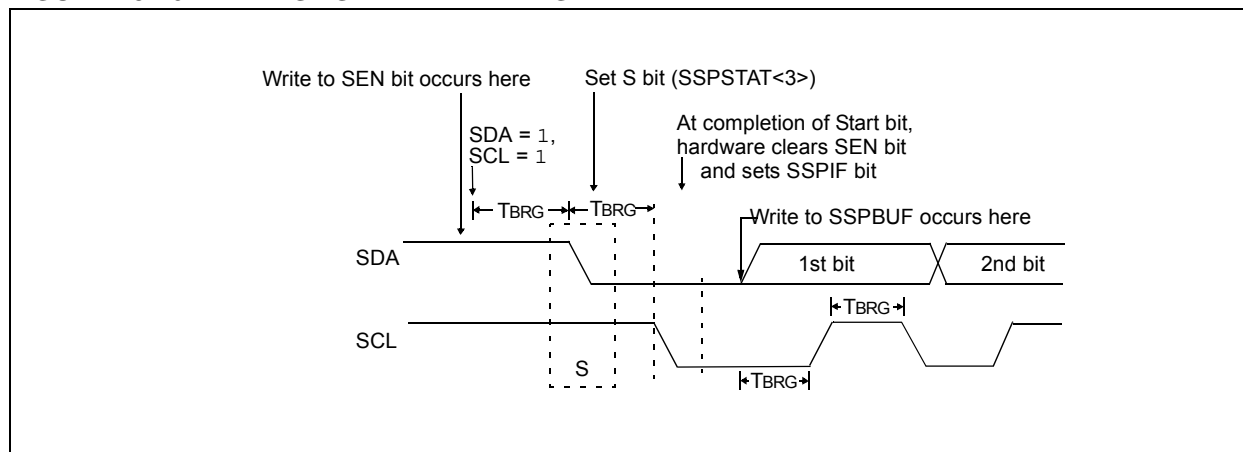 Write to SEN bit occurs here
Set S bit (SSPSTAT<3>)
SDA = 1,
SCL = 1
At completion of Start bit,
hardware clears SEN bit
and sets SSPIF bit
TBRG
TBRG
Write to SSPBUF occurs here
SDA
1st bit
2nd bit
TBRG
SCL
S
TBRG